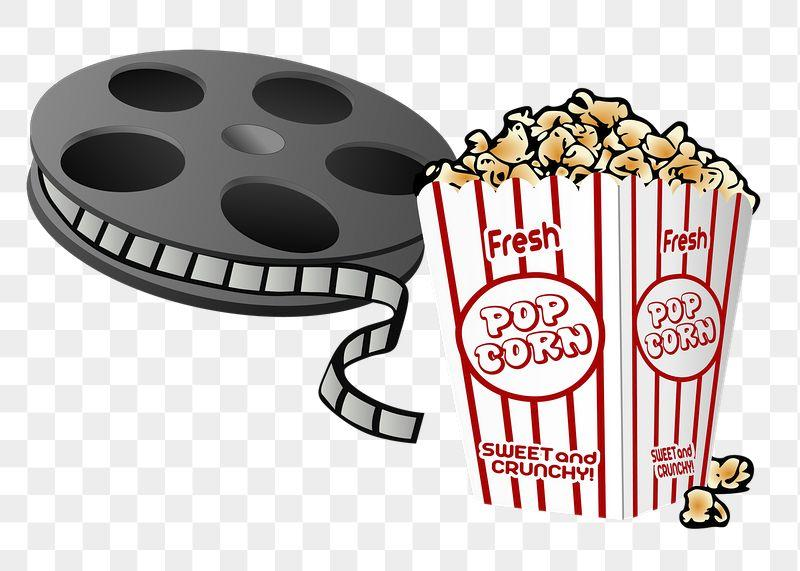 Fresh
POP
CORN
SWEET and
CRUNCHY!
Fresh
POP
CORN
SWEET and
CRUNCHY!